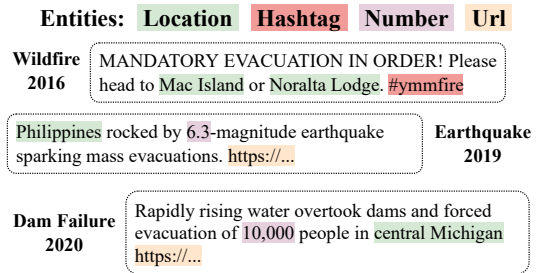 Entities: Location Hashtag Number Url
Wildfire
2016
MANDATORY EVACUATION IN ORDER! Please
head to Mac Island or Noralta Lodge. #ymmfire
Philippines rocked by 6.3-magnitude earthquake
sparking mass evacuations. https://...
Earthquake
2019
Dam Failure
2020
Rapidly rising water overtook dams and forced
evacuation of 10,000 people in central Michigan
https://...